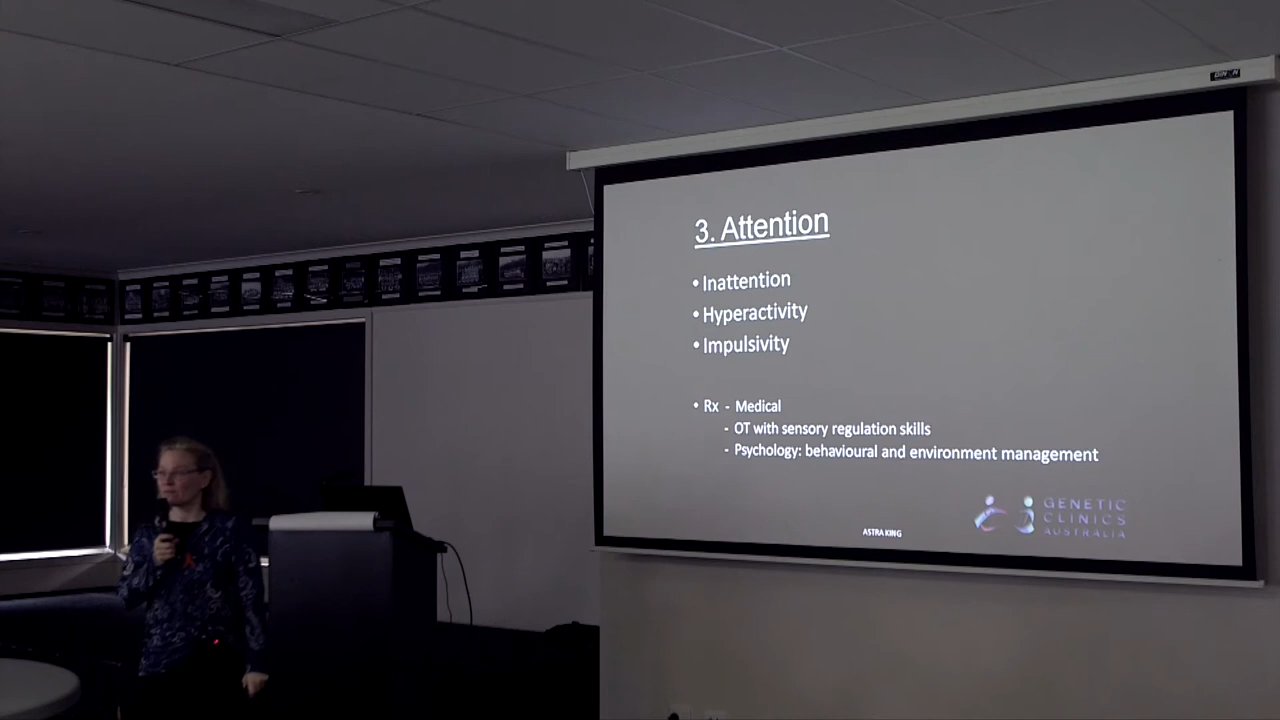 3. Attention
• Inattention
• Hyperactivity
• Impulsivity
• Rx - Medical
- OT with sensory regulation skills
- Psychology: behavioural and environment management
ASTRA KING
GENETIC
CLINICS
AUSTRALIA